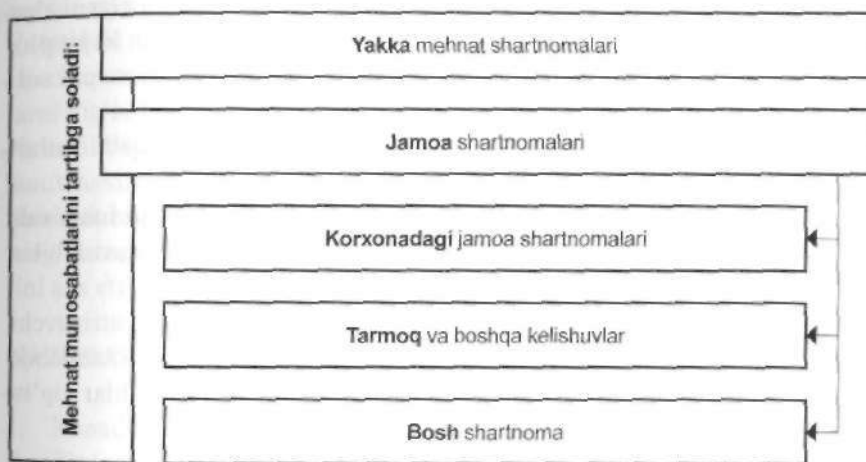 Mehnat munosabatlarini tartibga soladi:
Yakka mehnat shartnomalari
Jamoa shartnomalari
Korxonadagi jamoa shartnomalari
Tarmoq va boshqa kelishuvlar
Bosh shartnoma